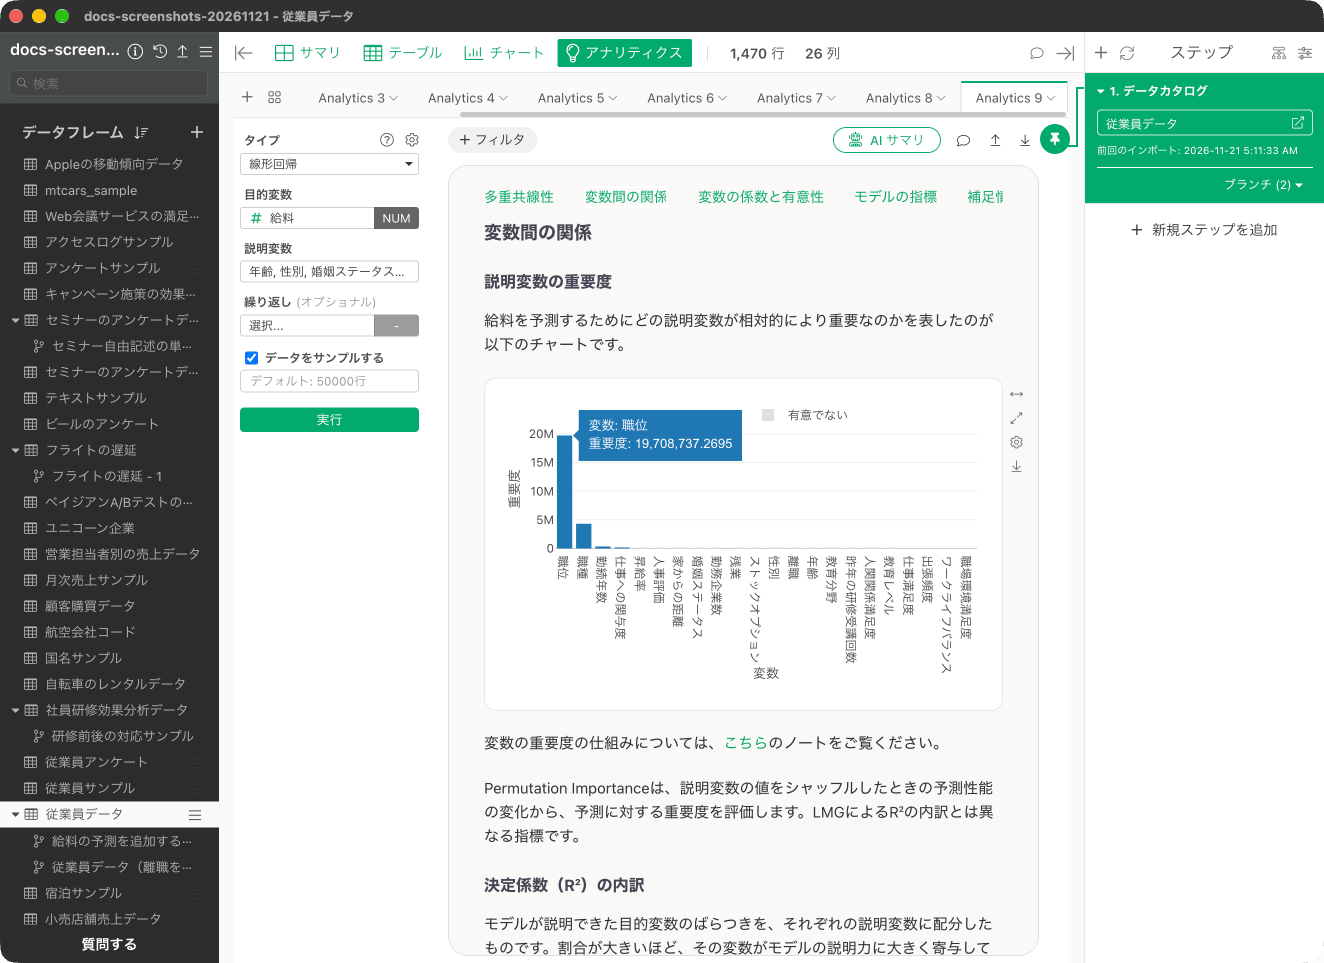 docs-screenshots-20261121 - 従業員データ
docs-screen...
検索
データフレーム
Appleの移動傾向データ
mtcars_sample
Web会議サービスの満足…
アクセスログサンプル
アンケートサンプル
キャンペーン施策の効果…
セミナーのアンケートデ…
セミナー自由記述の単…
セミナーのアンケートデ…
テキストサンプル
ビールのアンケート
フライトの遅延
フライトの遅延 - 1
ベイジアンA/Bテストの…
ユニコーン企業
営業担当者別の売上データ
月次売上サンプル
顧客購買データ
航空会社コード
国名サンプル
自転車のレンタルデータ
社員研修効果分析データ
研修前後の対応サンプル
従業員アンケート
従業員サンプル
従業員データ
給料の予測を追加する…
従業員データ（離職を…
宿泊サンプル
小売店舗売上データ
質問する
サマリ
テーブル
チャート
アナリティクス
1,470 行
26 列
Analytics 3
Analytics 4
Analytics 5
Analytics 6
Analytics 7
Analytics 8
Analytics 9
タイプ
線形回帰
目的変数
# 給料
NUM
説明変数
年齢, 性別, 婚姻ステータス...
繰り返し (オプショナル)
選択...
-
データをサンプルする
デフォルト: 50000行
実行
+ フィルタ
AI サマリ
多重共線性
変数間の関係
変数の係数と有意性
モデルの指標
補足情
変数間の関係
説明変数の重要度
給料を予測するためにどの説明変数が相対的により重要なのかを表したのが
以下のチャートです。
変数: 職位
重要度: 19,708,737.2695
有意でない
20M
15M
10M
5M
0
重要度
職位
職種
勤続年数
仕事への関与度
昇給率
人事評価
家からの距離
婚姻ステータス
勤務企業数
残業
ストックオプション
性別
離職
年齢
教育分野
昨年の研修受講回数
人間関係満足度
教育レベル
仕事満足度
出張頻度
ワークライフバランス
職場環境満足度
変数
変数の重要度の仕組みについては、こちらのノートをご覧ください。
Permutation Importanceは、説明変数の値をシャッフルしたときの予測性能
の変化から、予測に対する重要度を評価します。LMGによるR²の内訳とは異
なる指標です。
決定係数（R²）の内訳
モデルが説明できた目的変数のばらつきを、それぞれの説明変数に配分した
ものです。割合が大きいほど、その変数がモデルの説明力に大きく寄与して
ステップ
1. データカタログ
従業員データ
前回のインポート: 2026-11-21 5:11:33 AM
ブランチ (2)
+ 新規ステップを追加